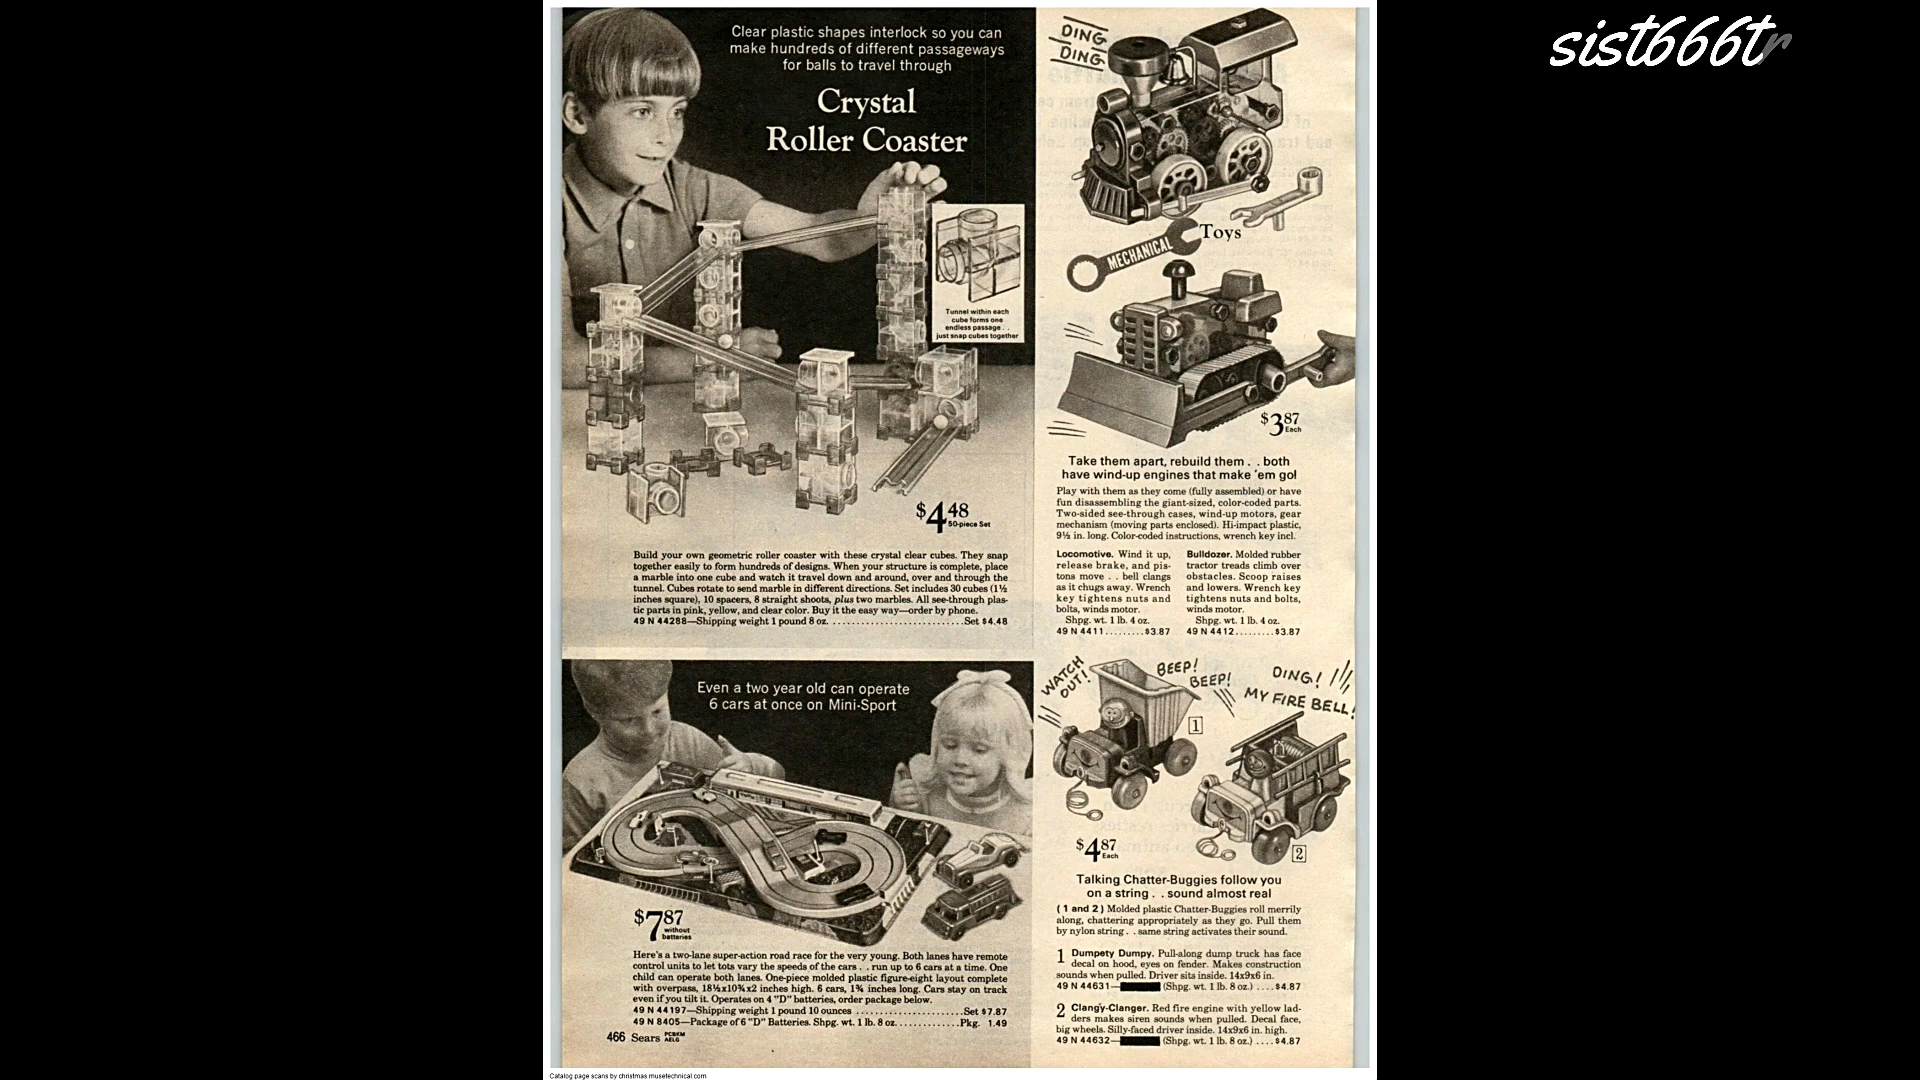 sist666tr
Clear plastic shapes interlock so you can
make hundreds of different passageways
for balls to travel through
Crystal
Roller Coaster
Tunnel within each
cube forms one
endless passage . .
just snap cubes together
$4.48
50-piece Set
Build your own geometric roller coaster with these crystal clear cubes. They snap
together easily to form hundreds of designs. When your structure is complete, place
a marble into one cube and watch it travel down and around, over and through the
tunnel. Cubes rotate to send marble in different directions. Set includes 30 cubes (1½
inches square), 10 spacers, 8 straight shoots, plus two marbles. All see-through plas-
tic parts in pink, yellow, and clear color. Buy it the easy way—order by phone.
49 N 44288—Shipping weight 1 pound 8 oz. ..........................Set $4.48
DING
DING
MECHANICAL Toys
$3.87
Each
Take them apart, rebuild them . . both
have wind-up engines that make 'em go!
Play with them as they come (fully assembled) or have
fun disassembling the giant-sized, color-coded parts.
Two-sided see-through cases, wind-up motors, gear
mechanism (moving parts enclosed). Hi-impact plastic,
9½ in. long. Color-coded instructions, wrench key incl.
Locomotive. Wind it up,
release brake, and pis-
tons move . . bell clangs
as it chugs away. Wrench
key tightens nuts and
bolts, winds motor.
Shpg. wt. 1 lb. 4 oz.
49 N 4411.........$3.87
Bulldozer. Molded rubber
tractor treads climb over
obstacles. Scoop raises
and lowers. Wrench key
tightens nuts and bolts,
winds motor.
Shpg. wt. 1 lb. 4 oz.
49 N 4412........$3.87
Even a two year old can operate
6 cars at once on Mini-Sport
$7.87
without
batteries
Here's a two-lane super-action road race for the very young. Both lanes have remote
control units to let tots vary the speeds of the cars . . run up to 6 cars at a time. One
child can operate both lanes. One-piece molded plastic figure-eight layout complete
with overpass, 18½x10¾x2 inches high. 6 cars, 1¾ inches long. Cars stay on track
even if you tilt it. Operates on 4 "D" batteries, order package below.
49 N 44197—Shipping weight 1 pound 10 ounces ......................Set $7.87
49 N 8405—Package of 6 "D" Batteries. Shpg. wt. 1 lb. 8 oz.............Pkg. 1.49
466 Sears PCBKM
AELG
WATCH
OUT!
BEEP!
BEEP!
DING!
MY FIRE BELL!
1
2
$4.87
Each
Talking Chatter-Buggies follow you
on a string . . sound almost real
(1 and 2) Molded plastic Chatter-Buggies roll merrily
along, chattering appropriately as they go. Pull them
by nylon string . . same string activates their sound.
1 Dumpety Dumpy. Pull-along dump truck has face
decal on hood, eyes on fender. Makes construction
sounds when pulled. Driver sits inside. 14x9x6 in.
49 N 44631— (Shpg. wt. 1 lb. 8 oz.) ....$4.87
2 Clangy-Clanger. Red fire engine with yellow lad-
ders makes siren sounds when pulled. Decal face,
big wheels. Silly-faced driver inside. 14x9x6 in. high.
49 N 44632— (Shpg. wt. 1 lb. 8 oz.) ....$4.87
Catalog page scans by christmas.musetechnical.com